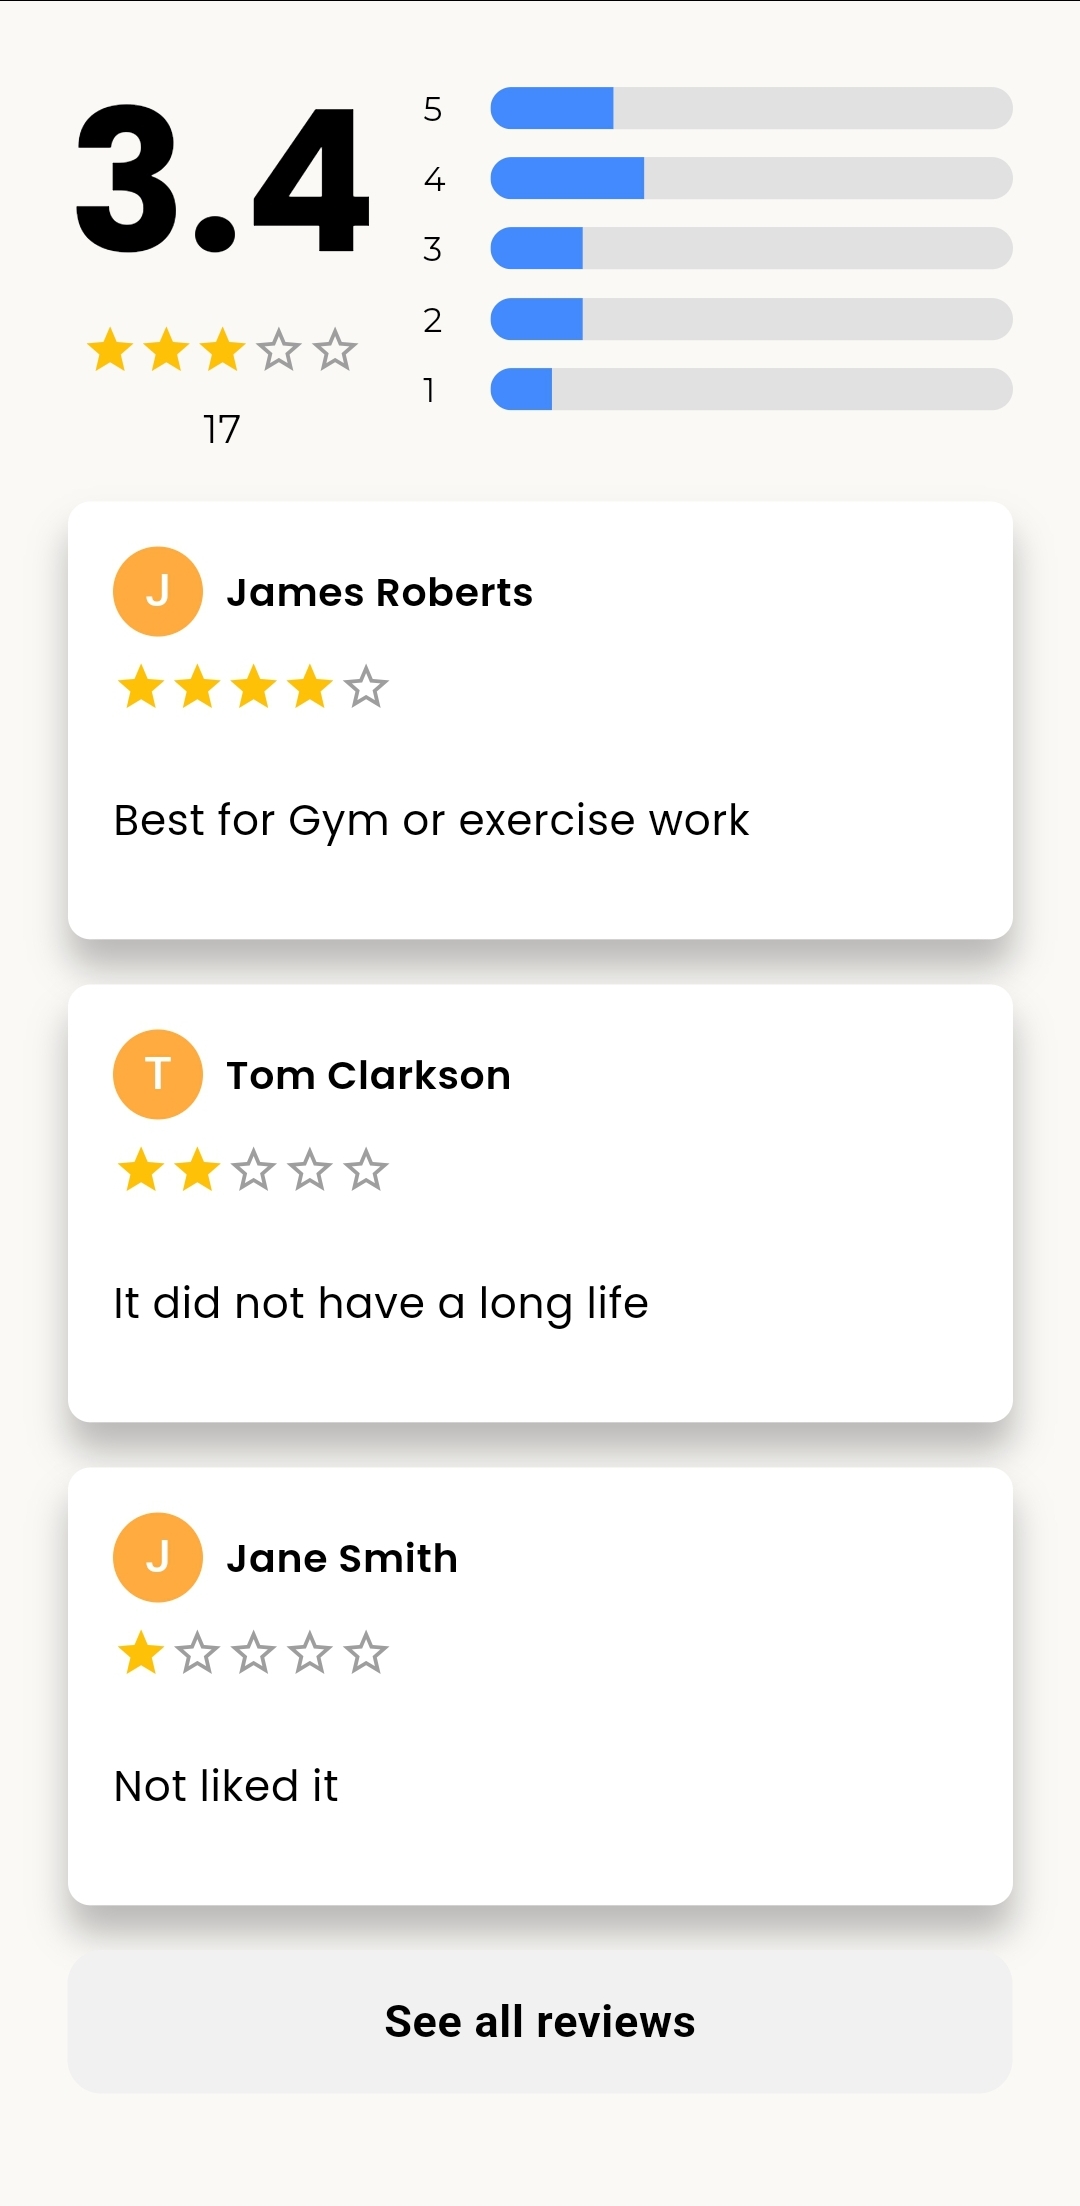 3.4
17
5
4
3
2
1
J
James Roberts
Best for Gym or exercise work
T
Tom Clarkson
It did not have a long life
J
Jane Smith
Not liked it
See all reviews